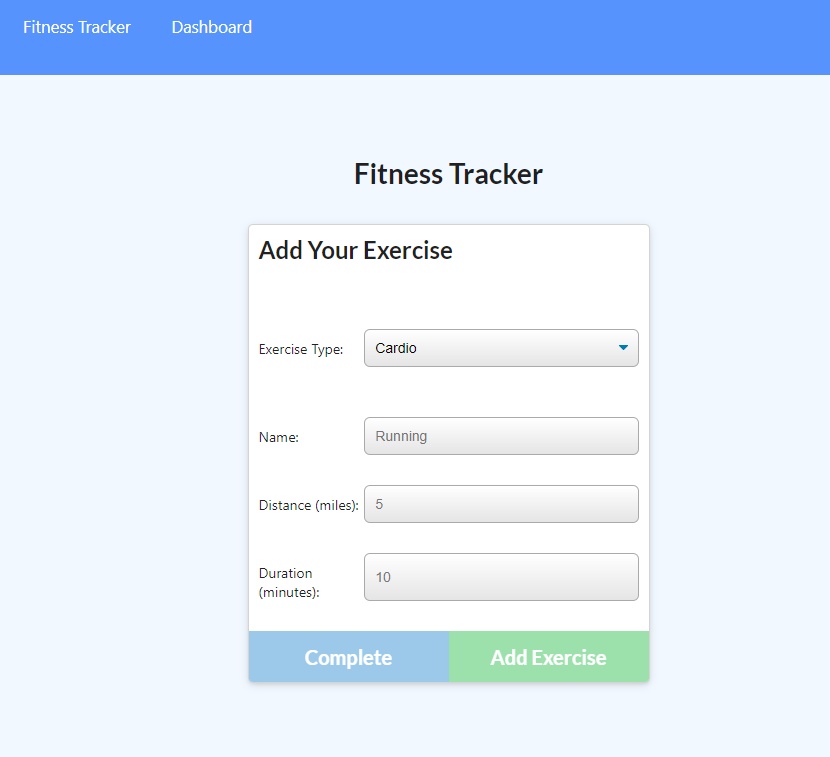 Fitness Tracker Dashboard
Fitness Tracker
Add Your Exercise
Exercise Type: Cardio
Name: Running
Distance (miles): 5
Duration (minutes): 10
Complete Add Exercise